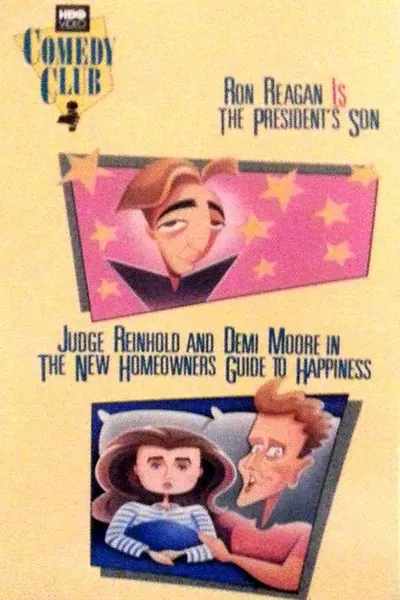 HBO
VIDEO
COMEDY
CLUB
RON REAGAN IS
THE PRESIDENT'S SON
JUDGE REINHOLD AND DEMI MOORE IN
THE NEW HOMEOWNERS GUIDE TO HAPPINESS